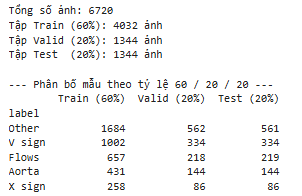 Tổng số ảnh: 6720
Tập Train (60%): 4032 ảnh
Tập Valid (20%): 1344 ảnh
Tập Test  (20%): 1344 ảnh
--- Phân bố mẫu theo tỷ lệ 60 / 20 / 20 ---
Train (60%)  Valid (20%)  Test (20%)
label
Other 1684 562 561
V sign 1002 334 334
Flows 657 218 219
Aorta 431 144 144
X sign 258 86 86